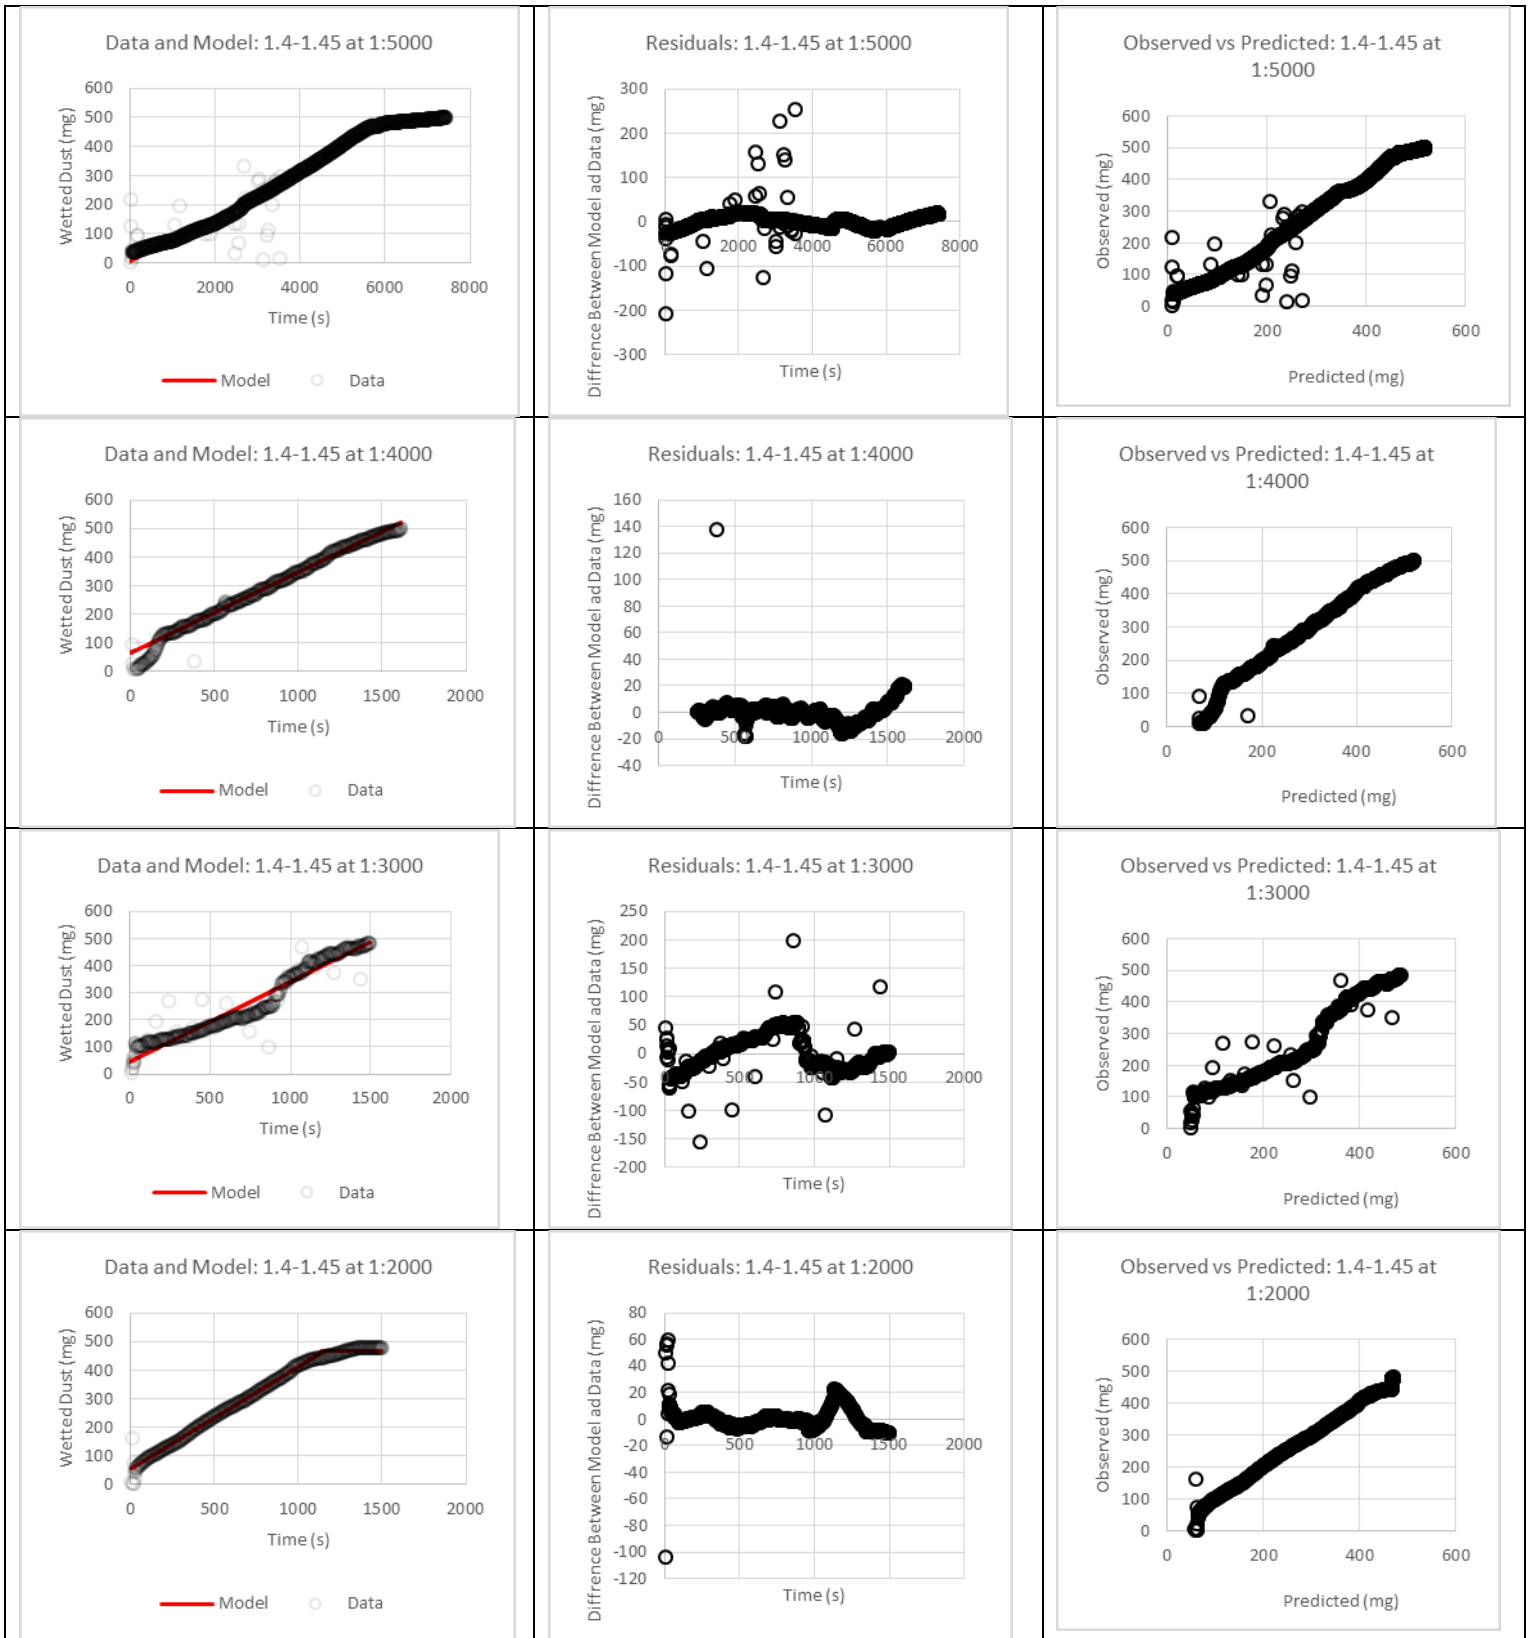 Data and Model: 1.4-1.45 at 1:5000
Wetted Dust (mg)
600
500
400
300
200
100
0
0 2000 4000 6000 8000
Time (s)
Model Data
Residuals: 1.4-1.45 at 1:5000
Diffrence Between Model ad Data (mg)
300
200
100
0
-100
-200
-300
2000 4000 6000 8000
Time (s)
Observed vs Predicted: 1.4-1.45 at
1:5000
Observed (mg)
600
500
400
300
200
100
0
0 200 400 600
Predicted (mg)
Data and Model: 1.4-1.45 at 1:4000
Wetted Dust (mg)
600
500
400
300
200
100
0
0 500 1000 1500 2000
Time (s)
Model Data
Residuals: 1.4-1.45 at 1:4000
Diffrence Between Model ad Data (mg)
160
140
120
100
80
60
40
20
0
-20
-40
0 500 1000 1500 2000
Time (s)
Observed vs Predicted: 1.4-1.45 at
1:4000
Observed (mg)
600
500
400
300
200
100
0
0 200 400 600
Predicted (mg)
Data and Model: 1.4-1.45 at 1:3000
Wetted Dust (mg)
600
500
400
300
200
100
0
0 500 1000 1500 2000
Time (s)
Model Data
Residuals: 1.4-1.45 at 1:3000
Diffrence Between Model ad Data (mg)
250
200
150
100
50
0
-50
-100
-150
-200
0 500 1000 1500 2000
Time (s)
Observed vs Predicted: 1.4-1.45 at
1:3000
Observed (mg)
600
500
400
300
200
100
0
0 200 400 600
Predicted (mg)
Data and Model: 1.4-1.45 at 1:2000
Wetted Dust (mg)
600
500
400
300
200
100
0
0 500 1000 1500 2000
Time (s)
Model Data
Residuals: 1.4-1.45 at 1:2000
Diffrence Between Model ad Data (mg)
80
60
40
20
0
-20
-40
-60
-80
-100
-120
0 500 1000 1500 2000
Time (s)
Observed vs Predicted: 1.4-1.45 at
1:2000
Observed (mg)
600
500
400
300
200
100
0
0 200 400 600
Predicted (mg)